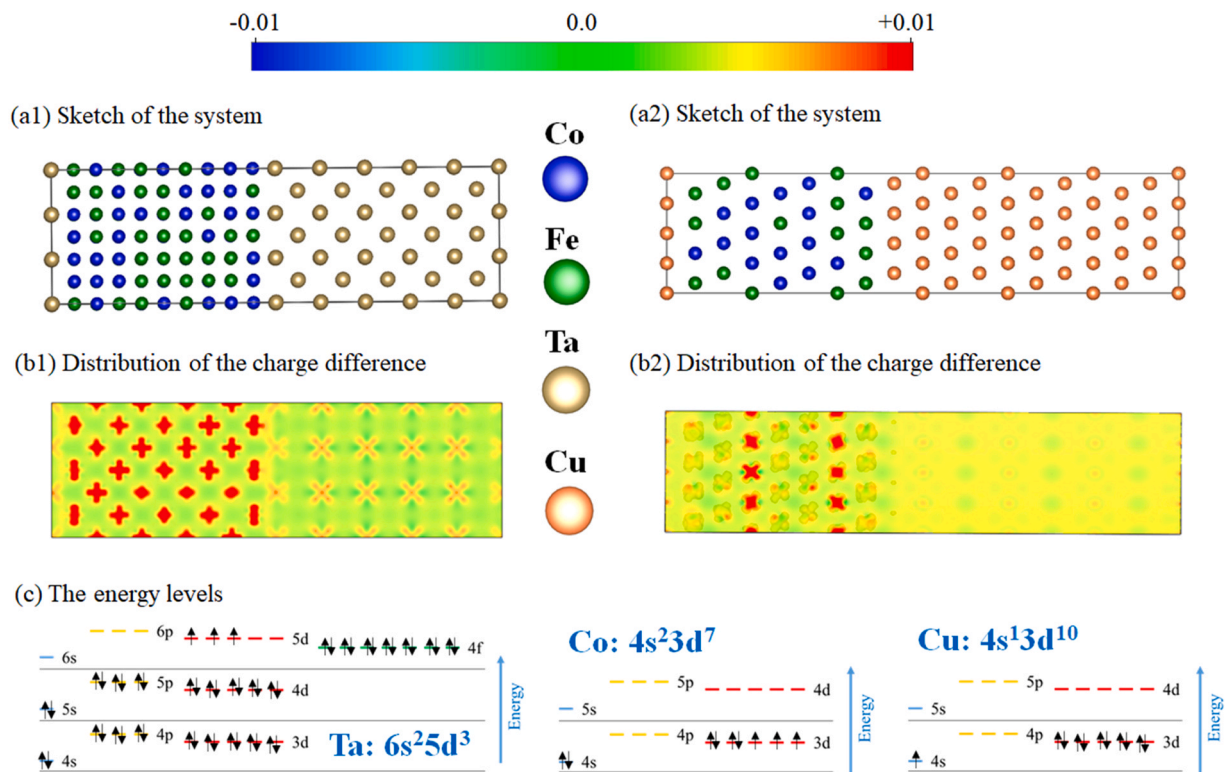 -0.01 0.0 +0.01
(a1) Sketch of the system
(a2) Sketch of the system
Co
Fe
Ta
Cu
(b1) Distribution of the charge difference
(b2) Distribution of the charge difference
(c) The energy levels
6p
5d
4f
6s
5p
4d
5s
4p
3d
4s
Ta: 6s²5d³
Energy
Co: 4s²3d⁷
5p
4d
5s
4p
3d
4s
Energy
Cu: 4s¹3d¹⁰
5p
4d
5s
4p
3d
4s
Energy